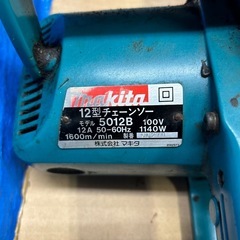 makita
12型チェーンソー
モデル 5012B 100V
12A 50-60Hz 1140W
1600m/min 製番
株式会社 マキタ